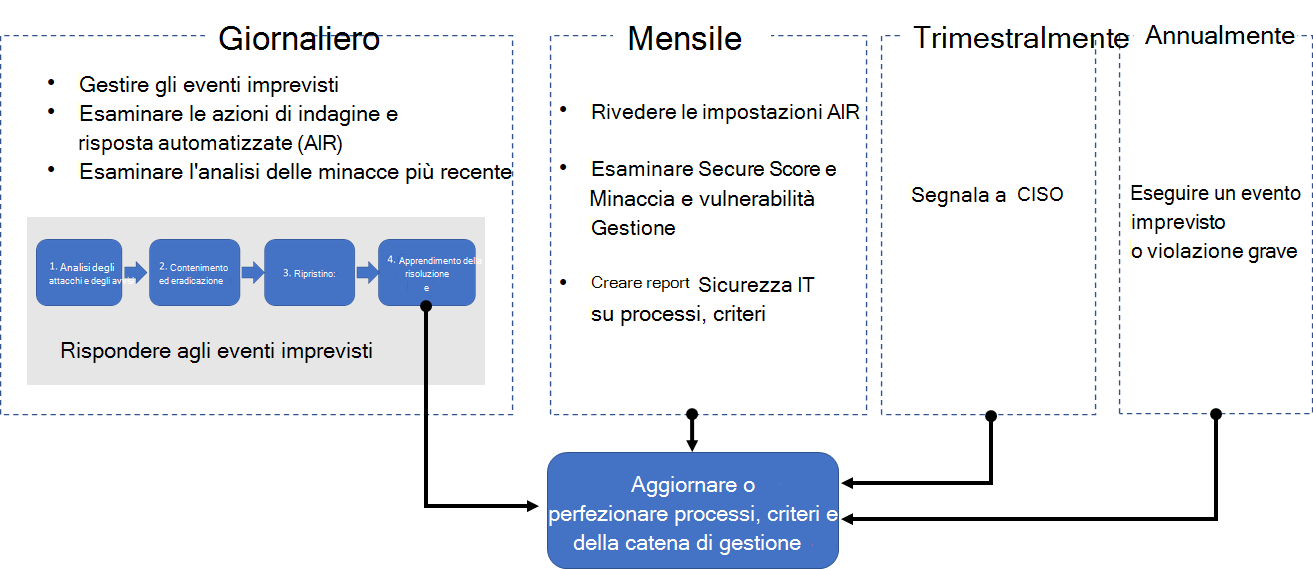 Giornaliero
• Gestire gli eventi imprevisti
• Esaminare le azioni di indagine e
risposta automatizzate (AIR)
• Esaminare l'analisi delle minacce più recente
1. Analisi degli
attacchi e degli avvisi
2. Contenimento
ed eradicazione
3. Ripristino:
4. Apprendimento della
risoluzione
e
Rispondere agli eventi imprevisti
Mensile
• Rivedere le impostazioni AIR
• Esaminare Secure Score e
Minaccia e vulnerabilità
Gestione
• Creare report Sicurezza IT
su processi, criteri
Trimestralmente
Segnala a CISO
Annualmente
Eseguire un evento
imprevisto
o violazione grave
Aggiornare o
perfezionare processi, criteri e
della catena di gestione